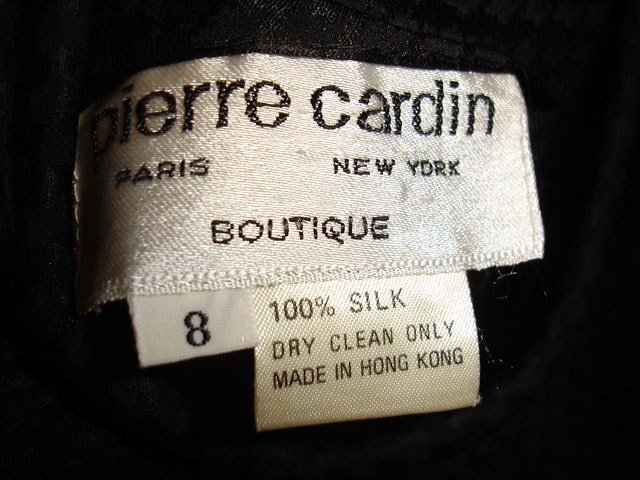 pierre cardin
PARIS NEW YORK
BOUTIQUE
8
100% SILK
DRY CLEAN ONLY
MADE IN HONG KONG